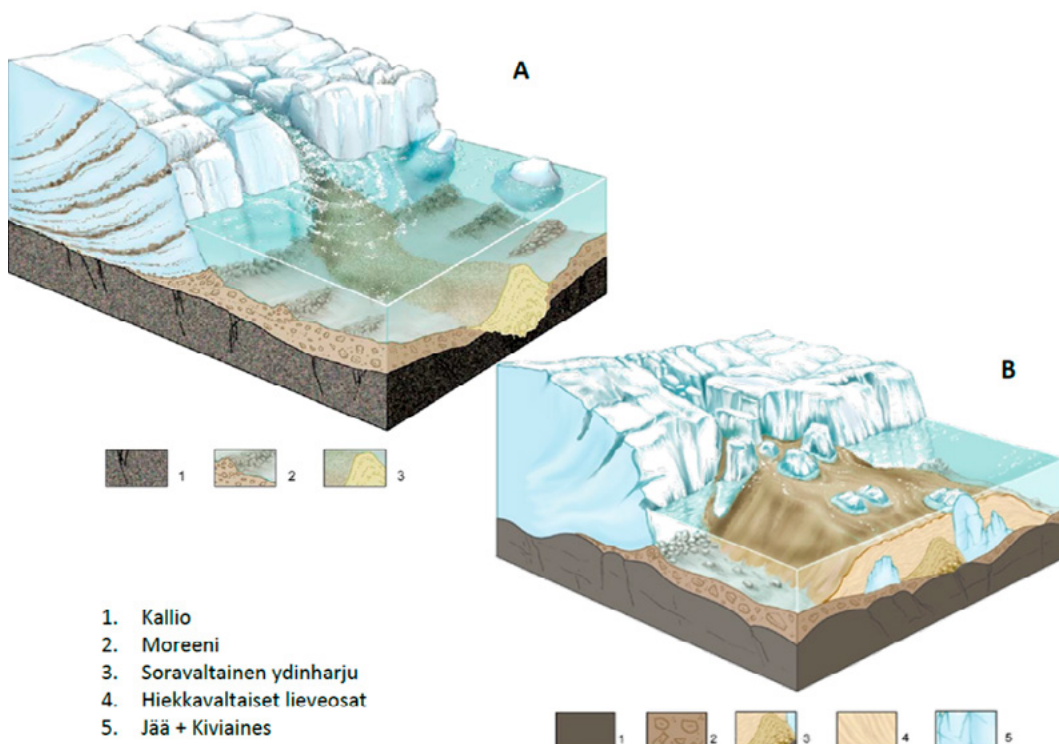 A
B
1 2 3
1. Kallio
2. Moreeni
3. Soravaltainen ydinharju
4. Hiekkavaltaiset lieveosat
5. Jää + Kiviaines
1 2 3 4 5